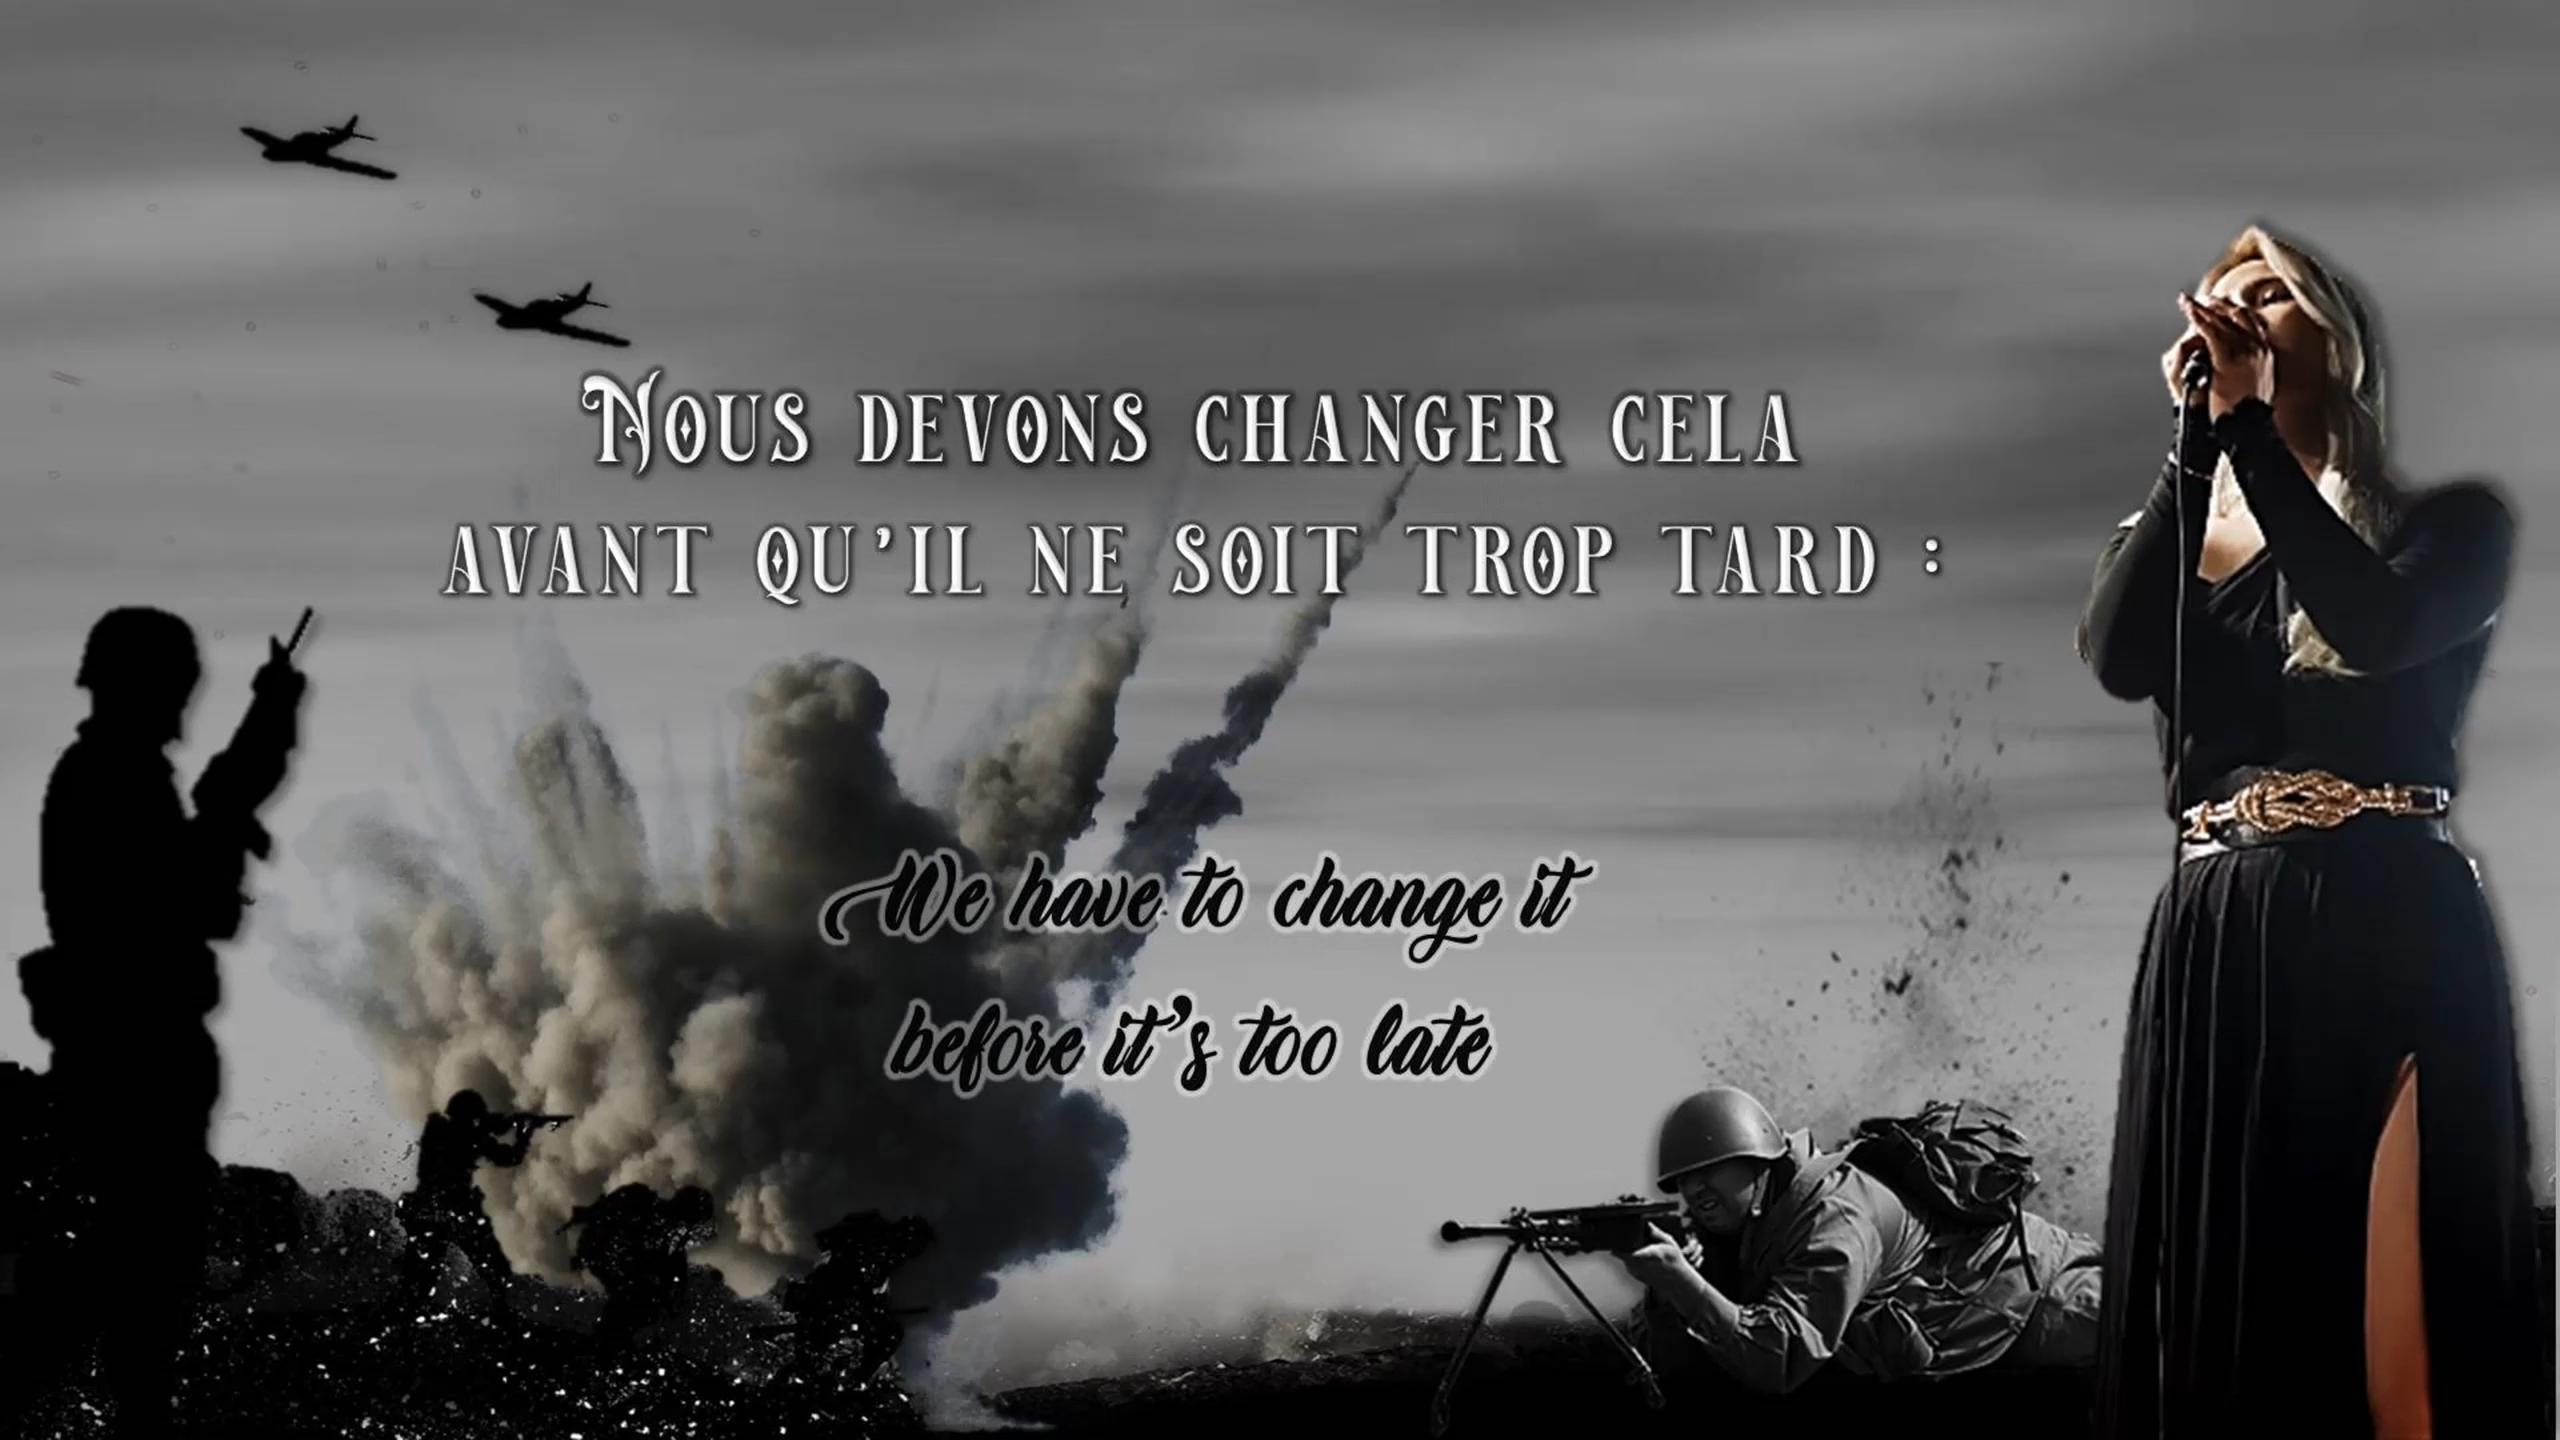 Nous devons changer cela
avant qu'il ne soit trop tard :
We have to change it
before it's too late